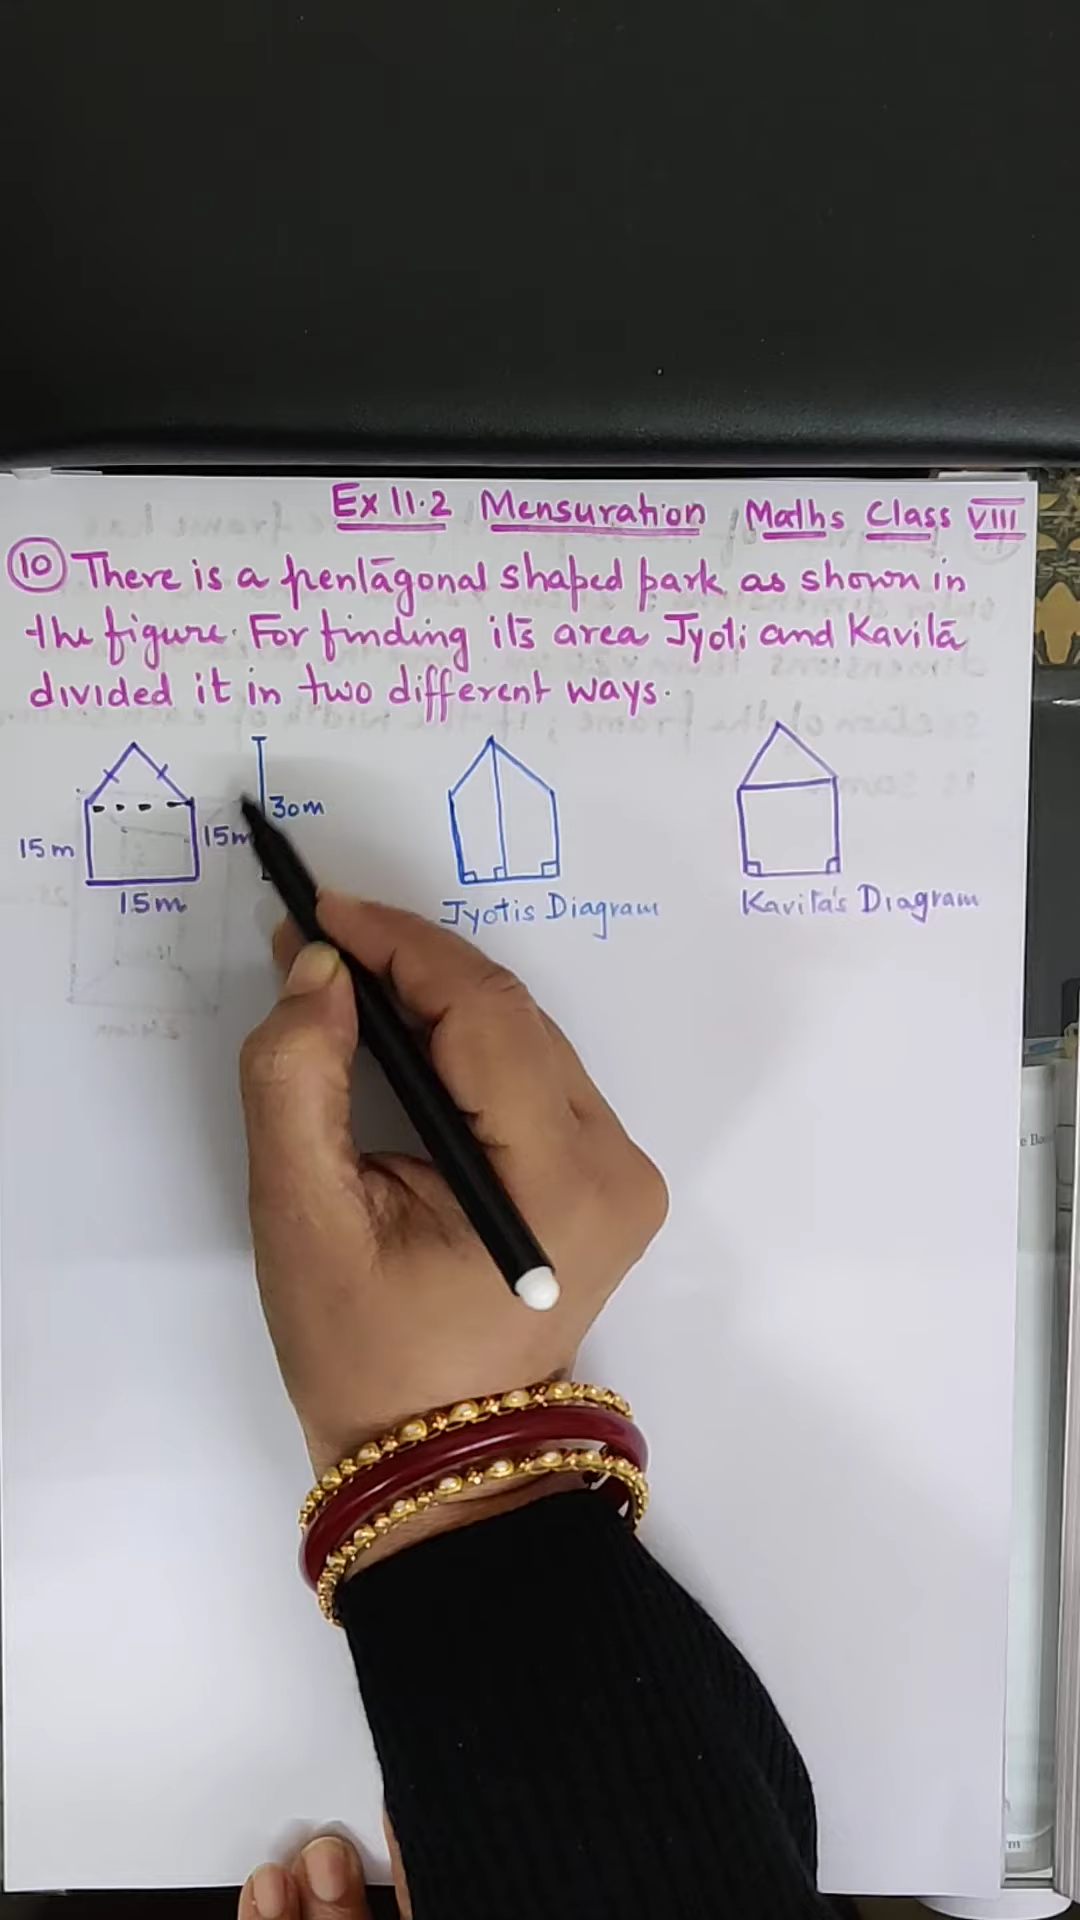 Ex 11.2 Mensuration Maths Class VIII
10 There is a pentagonal shaped park as shown in
the figure. For finding its area Jyoti and Kavita
divided it in two different ways.
30m
15m 15m
15m
Jyotis Diagram
Kavita's Diagram